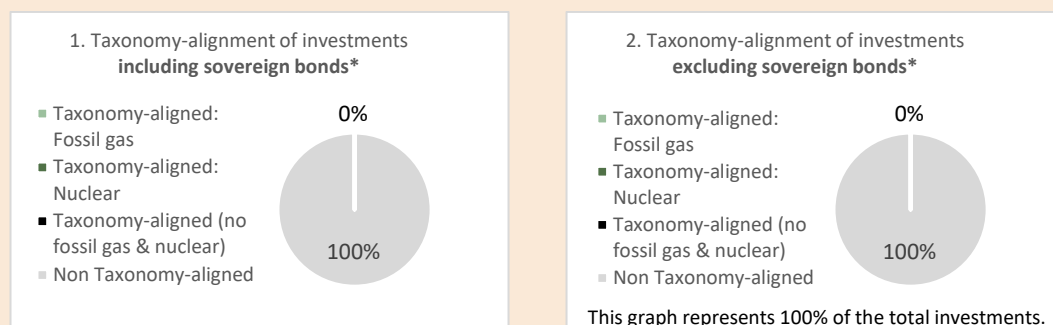 1. Taxonomy-alignment of investments
including sovereign bonds*
Taxonomy-aligned:
Fossil gas
Taxonomy-aligned:
Nuclear
Taxonomy-aligned (no
fossil gas & nuclear)
Non Taxonomy-aligned
0%
100%
2. Taxonomy-alignment of investments
excluding sovereign bonds*
Taxonomy-aligned:
Fossil gas
Taxonomy-aligned:
Nuclear
Taxonomy-aligned (no
fossil gas & nuclear)
Non Taxonomy-aligned
0%
100%
This graph represents 100% of the total investments.